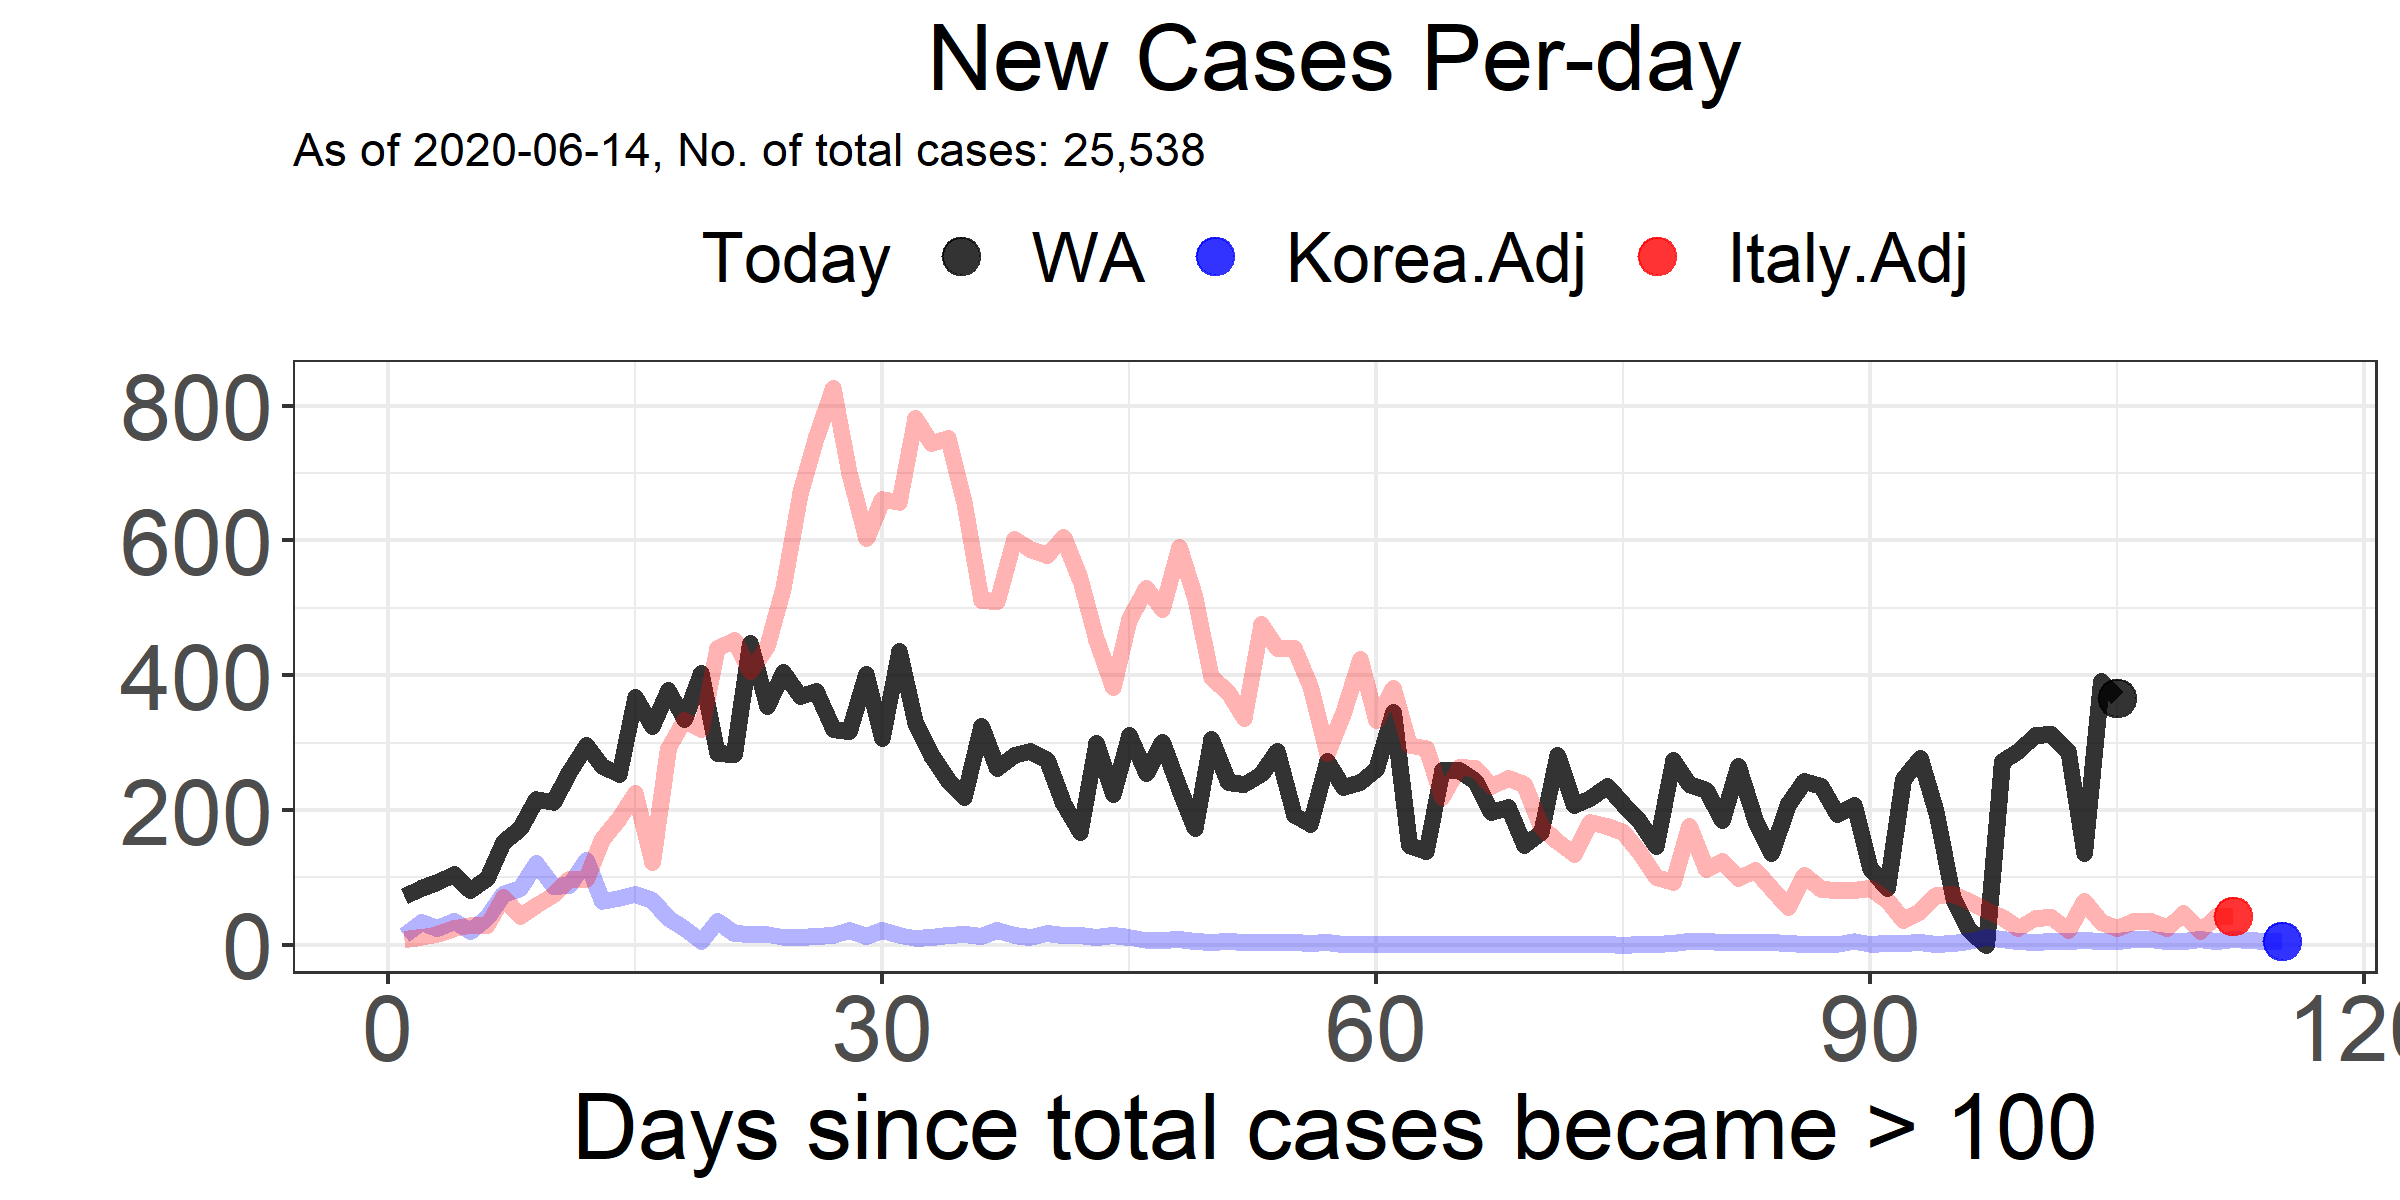 New Cases Per-day
As of 2020-06-14, No. of total cases: 25,538
Today WA Korea.Adj Italy.Adj
800
600
400
200
0
0 30 60 90 120
Days since total cases became > 100